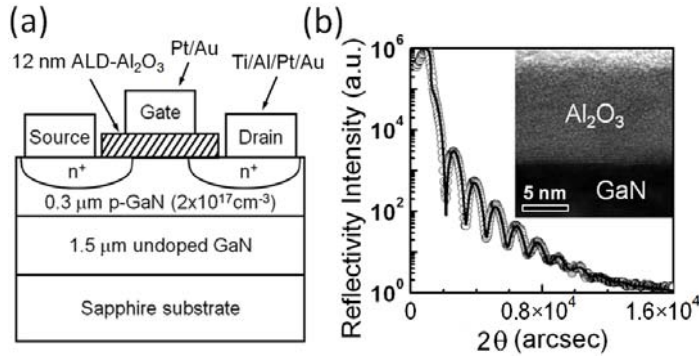 (a)
12 nm ALD-Al₂O₃
Pt/Au
Ti/Al/Pt/Au
Source
Gate
Drain
n⁺
n⁺
0.3 μm p-GaN (2x10¹⁷cm⁻³)
1.5 μm undoped GaN
Sapphire substrate
(b)
Reflectivity Intensity (a.u.)
10⁶
10⁴
10²
10⁰
Al₂O₃
GaN
5 nm
0
0.8×10⁴
1.6×10⁴
2θ (arcsec)